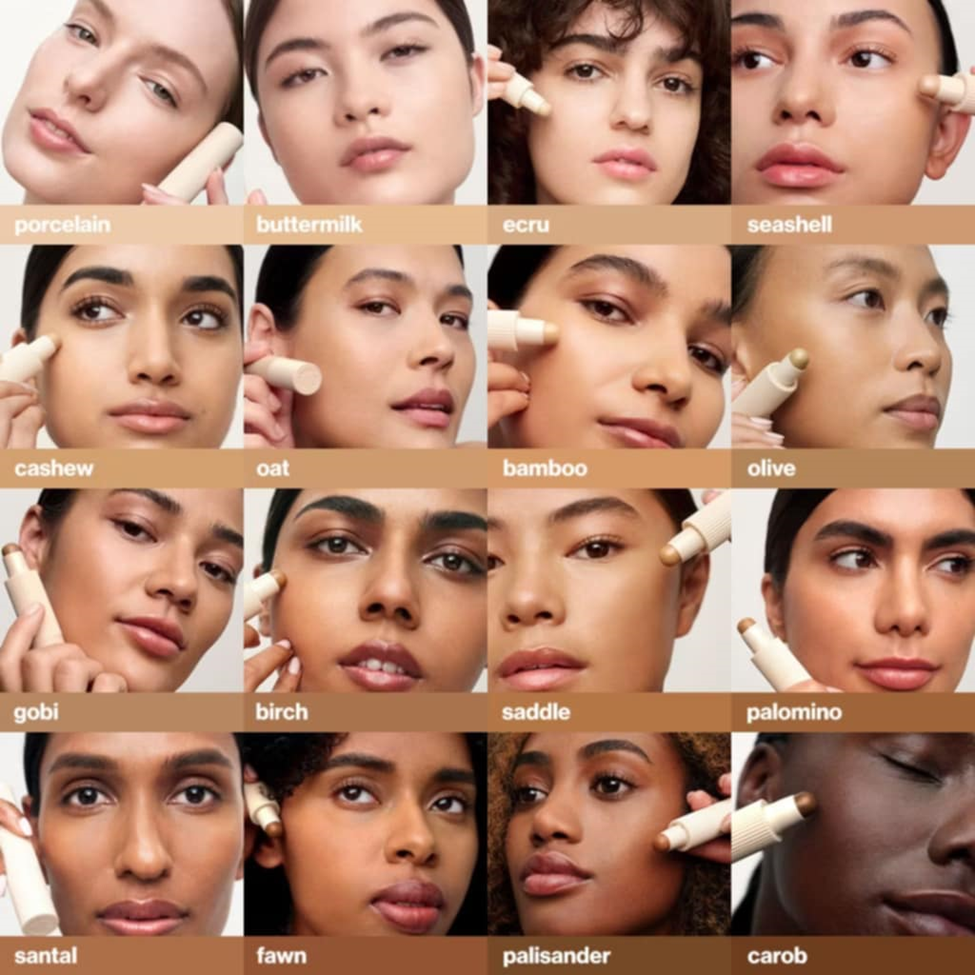 porcelain
buttermilk
ecru
seashell
cashew
oat
bamboo
olive
gobi
birch
saddle
palomino
santal
fawn
palisander
carob